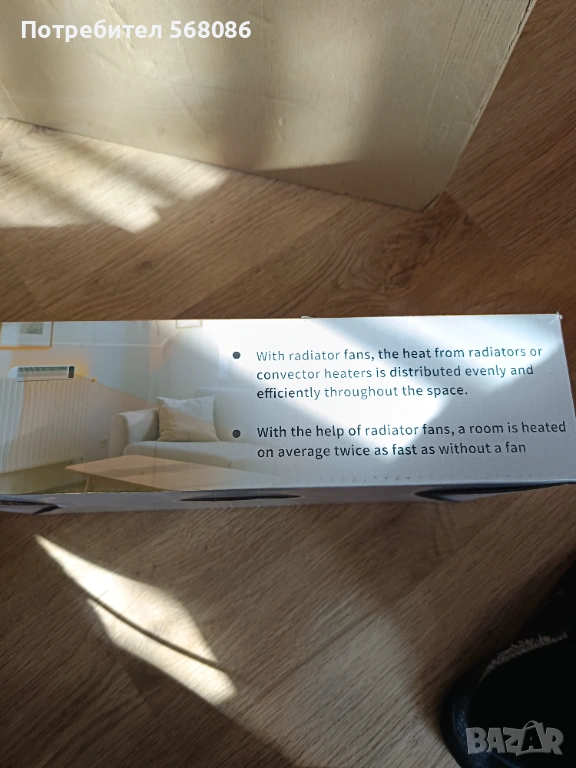 Потребител 568086
With radiator fans, the heat from radiators or
convector heaters is distributed evenly and
efficiently throughout the space.
With the help of radiator fans, a room is heated
on average twice as fast as without a fan
BAZAR